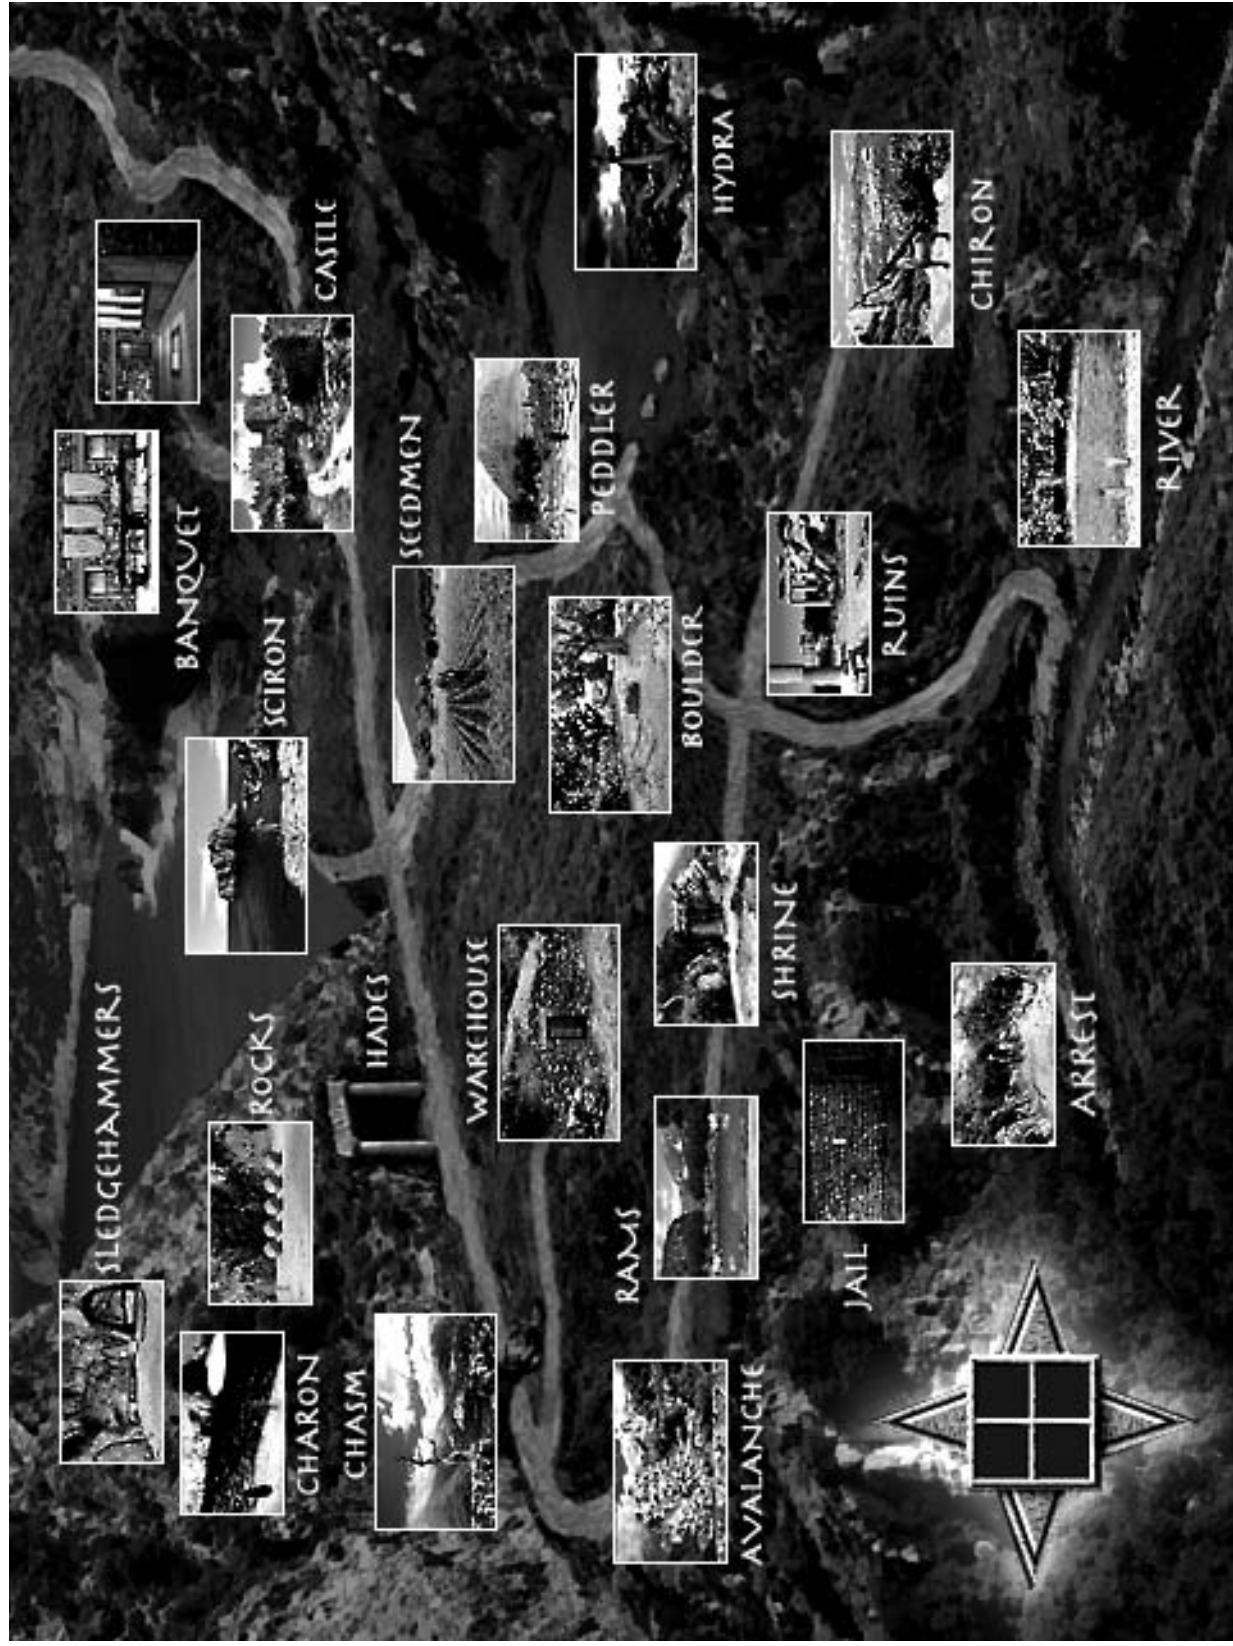 SLEDGEHAMMERS
BANQUET
ROCKS
SCIRON
CHARON
CASTLE
CHASM
HADES
SEEDMEN
WAREHOUSE
PEDDLER
RAMS
BOULDER
HYDRA
AVALANCHE
SHRINE
JAIL
RUINS
CHIRON
ARREST
RIVER